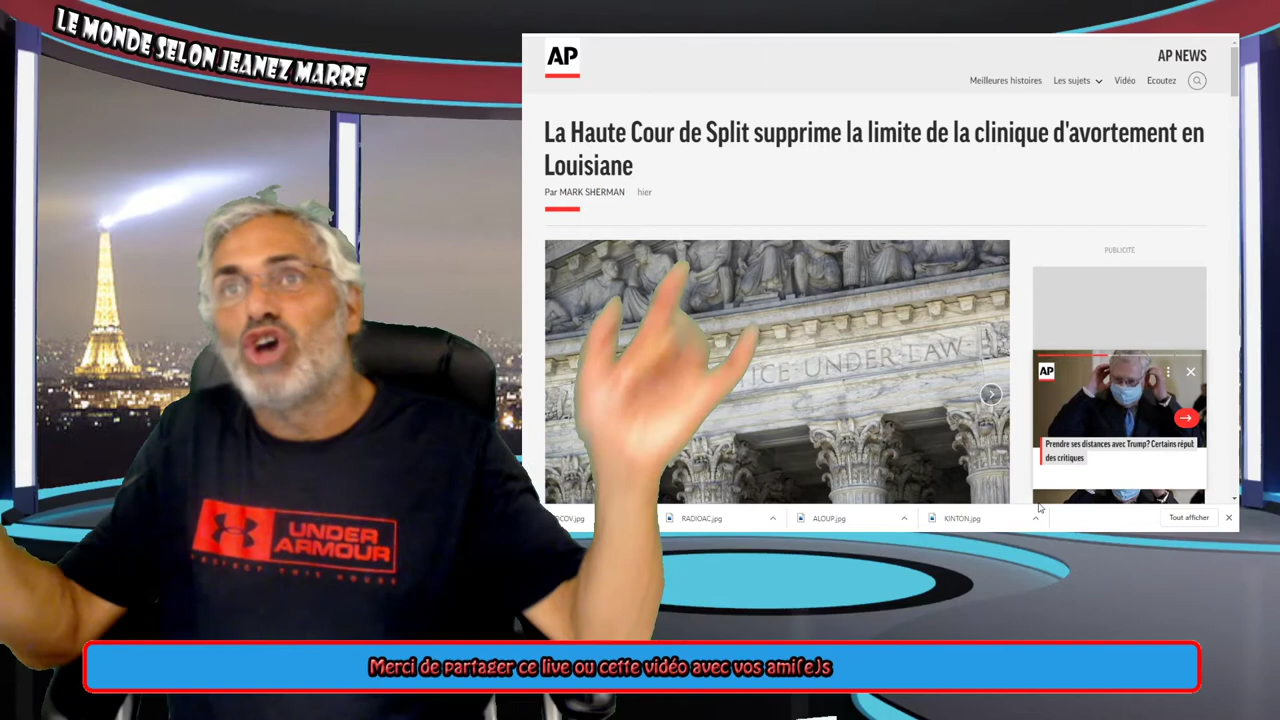 LE MONDE SELON JEANEZ MARRE
AP
AP NEWS
Meilleures histoires
Les sujets
Vidéo
Ecoutez
La Haute Cour de Split supprime la limite de la clinique d'avortement en
Louisiane
Par MARK SHERMAN
hier
PUBLICITÉ
UNDER LAW
AP
Prendre ses distances avec Trump? Certains
des critiques
UNDER
ARMOUR
RADIOAC.jpg
ALOUP.jpg
KINTON.jpg
Tout afficher
Merci de partager ce live ou cette vidéo avec vos ami(e)s